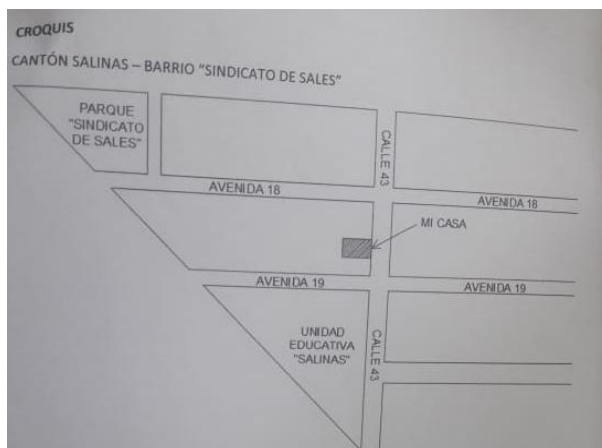 CROQUIS
CANTÓN SALINAS – BARRIO "SINDICATO DE SALES"
PARQUE
"SINDICATO
DE SALES"
CALLE 43
AVENIDA 18
AVENIDA 18
MI CASA
AVENIDA 19
AVENIDA 19
UNIDAD
EDUCATIVA
"SALINAS"
CALLE 43